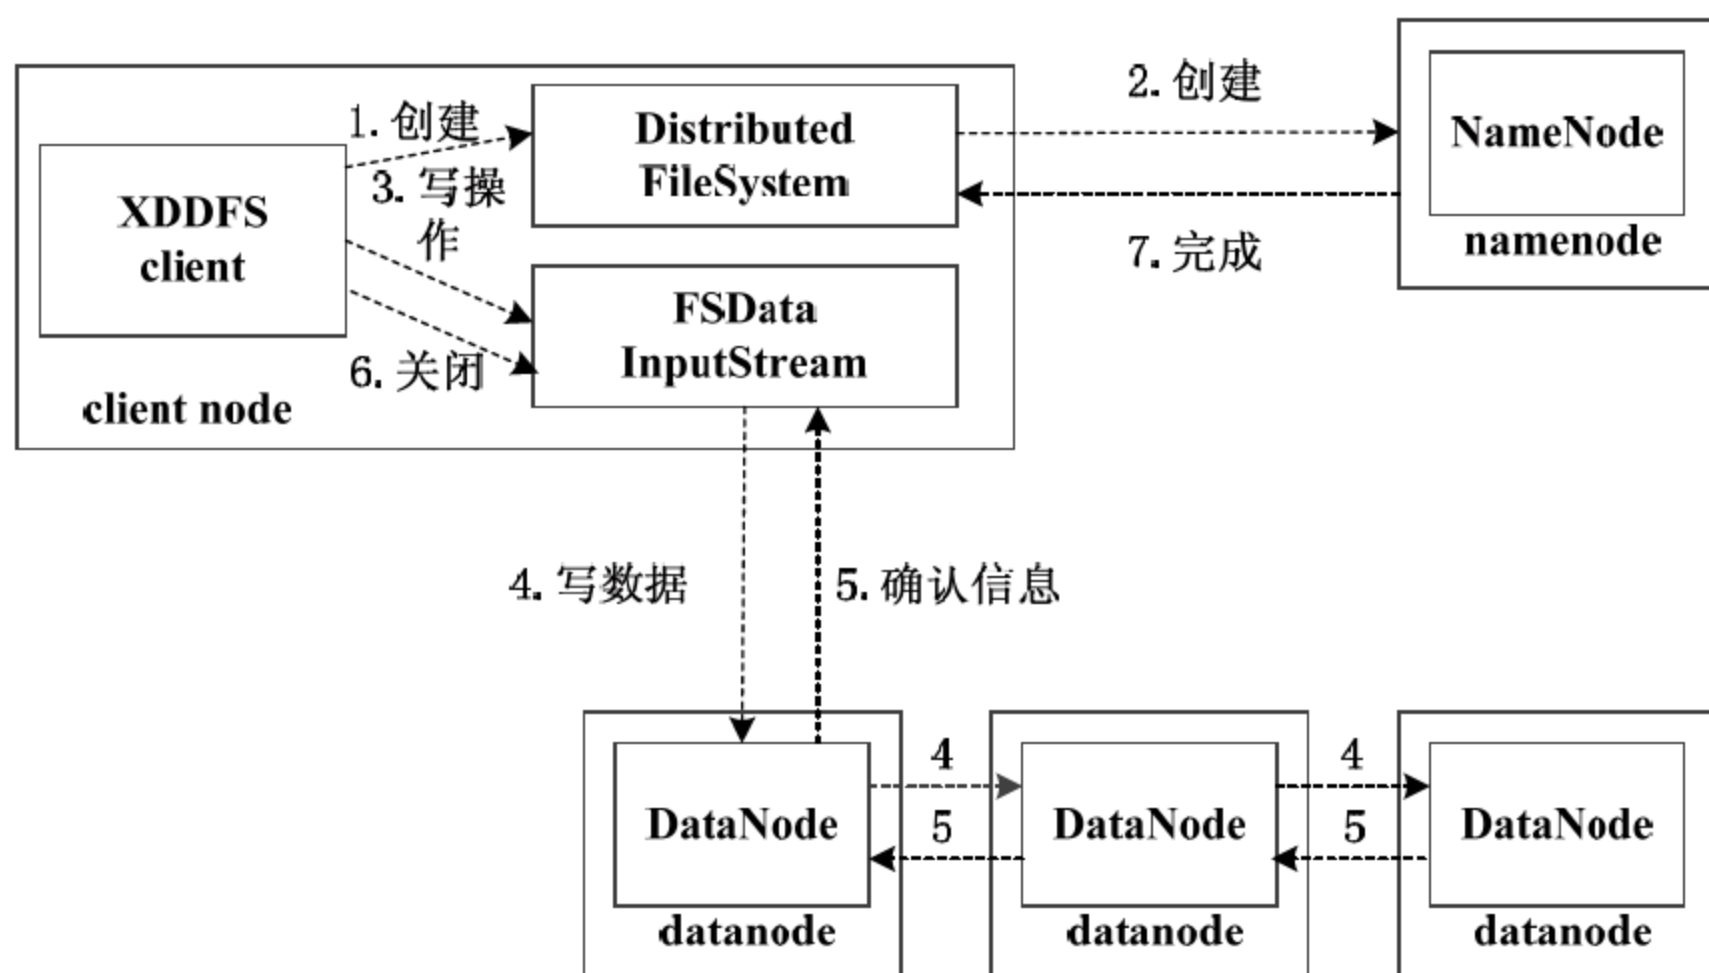 1. 创建
Distributed
FileSystem
2. 创建
NameNode
namenode
XDDFS
client
3. 写操
作
7. 完成
FSData
InputStream
6. 关闭
client node
4. 写数据
5. 确认信息
4
4
DataNode
5
DataNode
5
DataNode
datanode
datanode
datanode